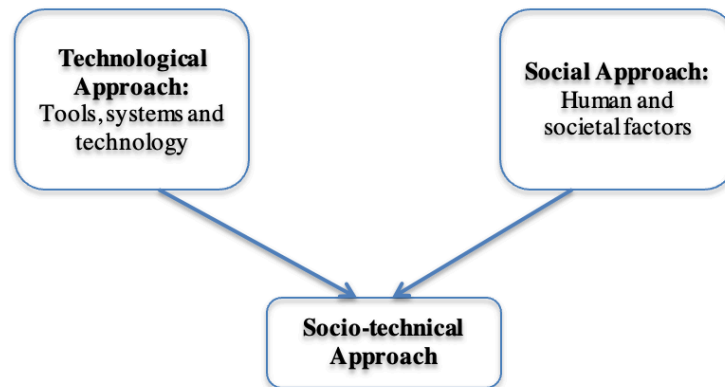 Technological
Approach:
Tools, systems and
technology
Social Approach:
Human and
societal factors
Socio-technical
Approach